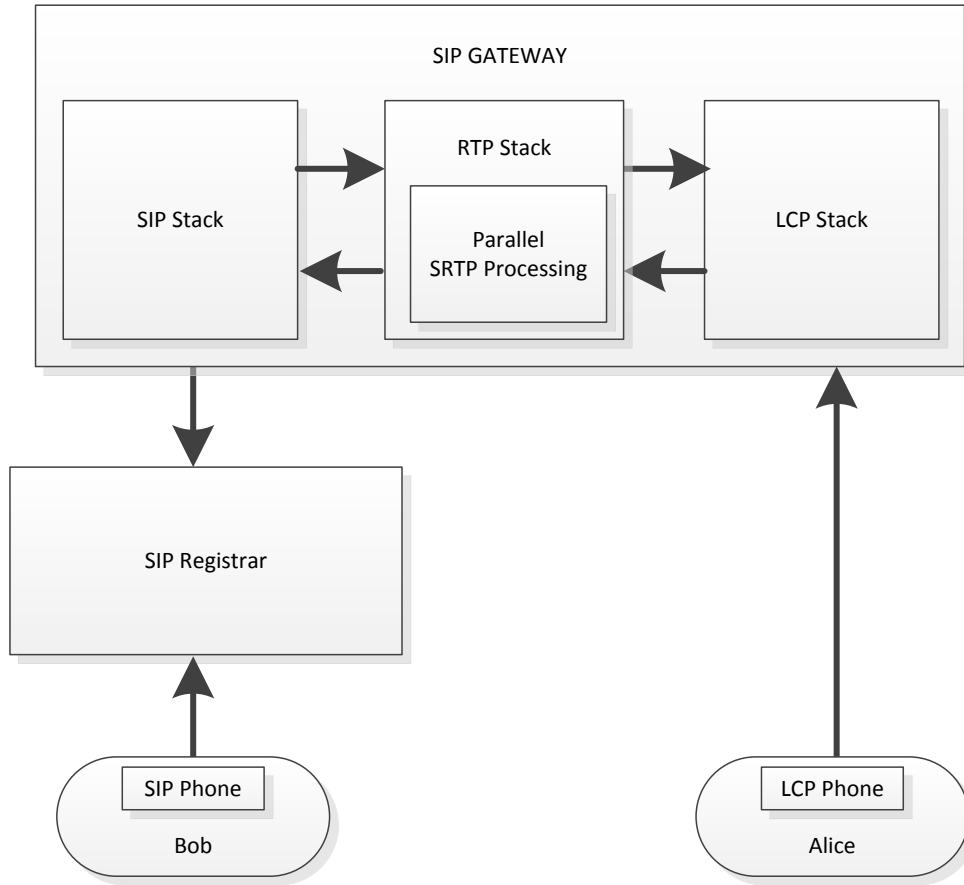 SIP GATEWAY
SIP Stack
RTP Stack
Parallel
SRTP Processing
LCP Stack
SIP Registrar
SIP Phone
Bob
LCP Phone
Alice